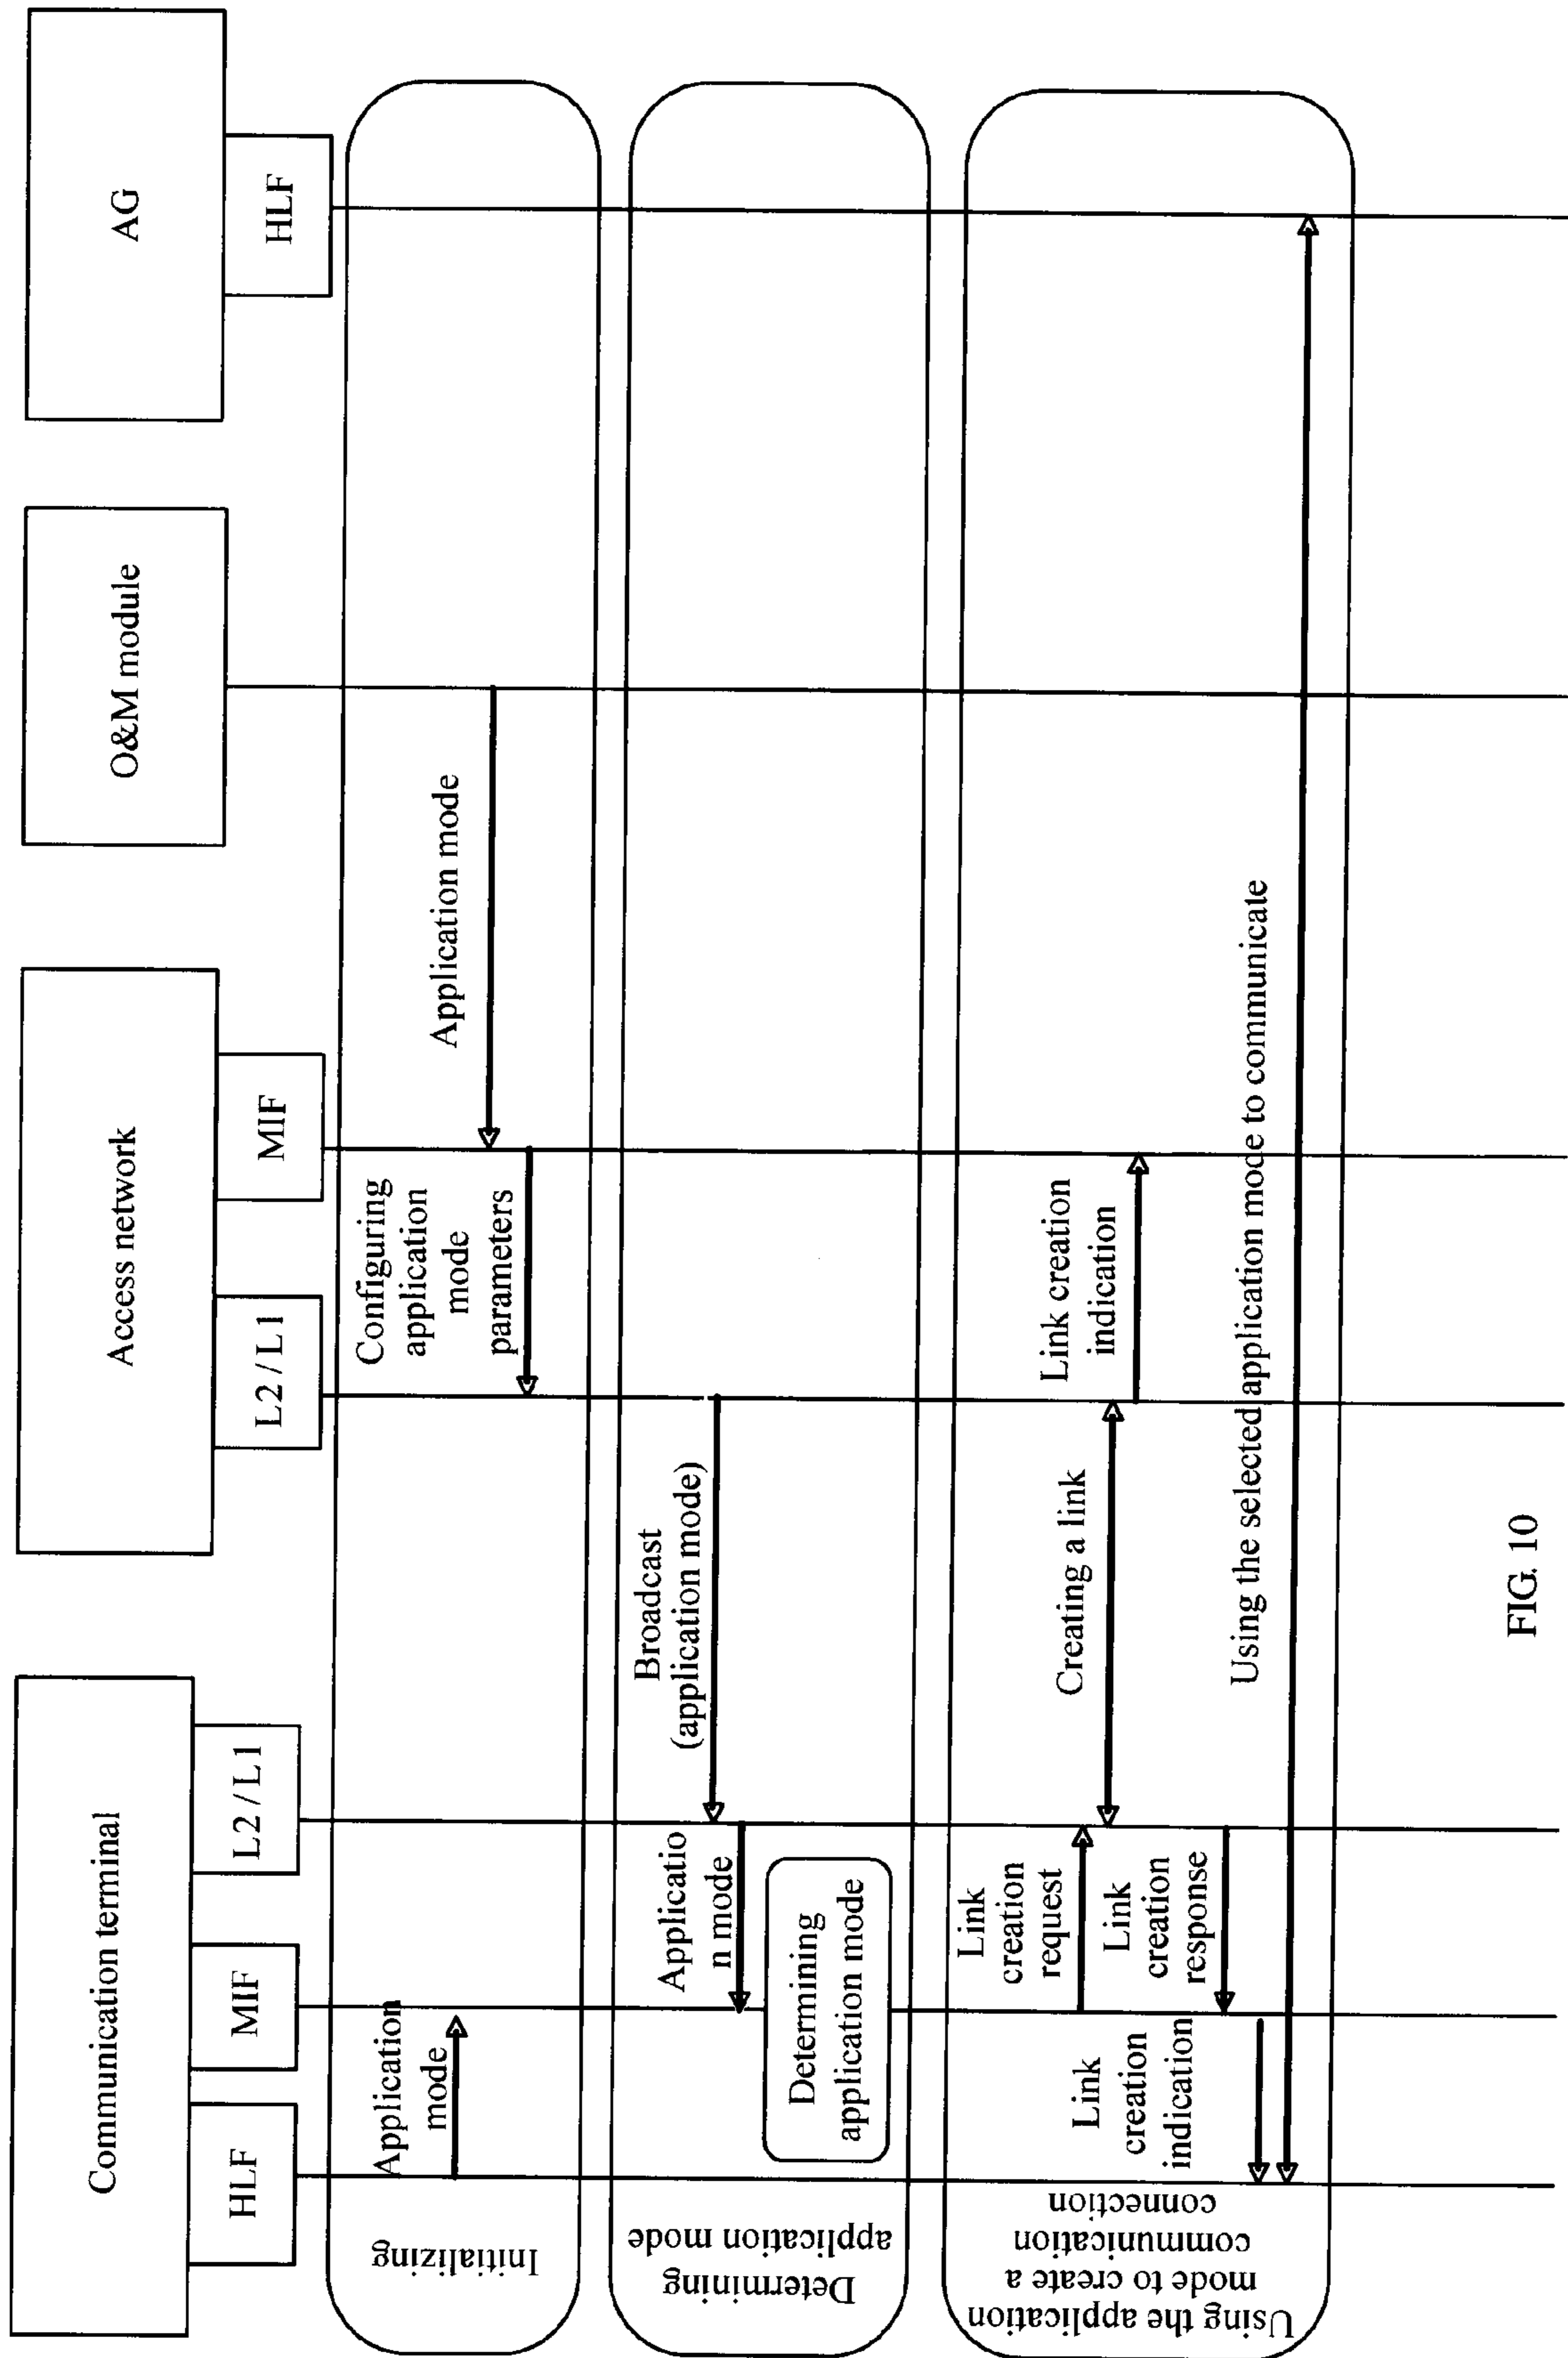 Communication terminal
HLF
MIF
L2 / L1
Access network
L2 / L1
MIF
O&M module
AG
HLF
Initializing
Application
mode
Configuring
application
mode
parameters
Application mode
Determining
application mode
Broadcast
(application mode)
Applicatio
n mode
Determining
application mode
Using the application
mode to create a
communication
connection
Link
creation
request
Creating a link
Link creation
indication
Link
creation
response
Link
creation
indication
Using the selected application mode to communicate
FIG. 10